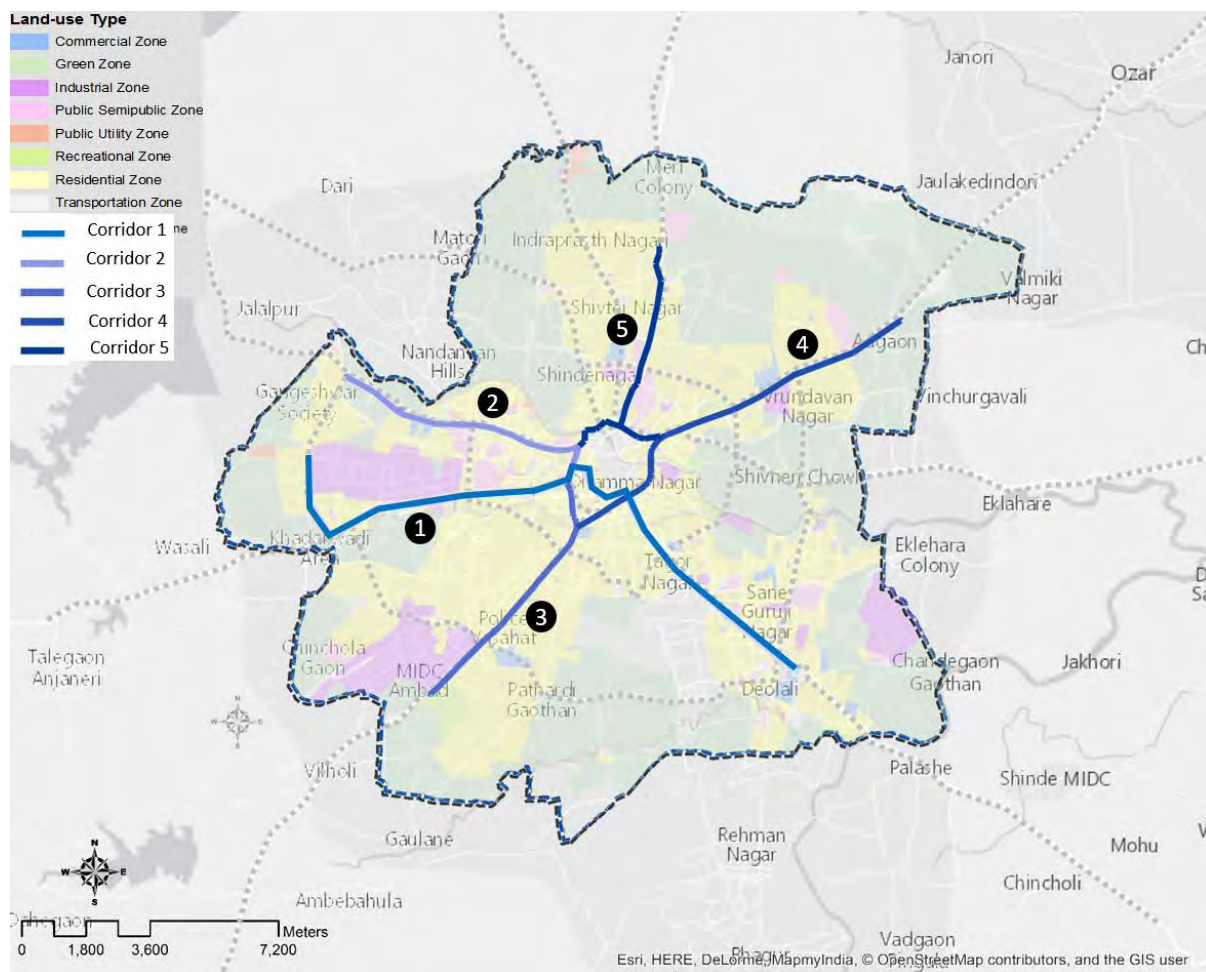 Land-use Type
Commercial Zone
Green Zone
Industrial Zone
Public Semipublic Zone
Public Utility Zone
Recreational Zone
Residential Zone
Transportation Zone
Corridor 1
Corridor 2
Corridor 3
Corridor 4
Corridor 5
Janori
Ozar
Dari
Meri
Colony
Jaulakedindori
Matori
Gaon
Indraprasth Nagari
Valmiki
Nagar
Jalalpur
Shivtej Nagar
5
4
Adgaon
Ch
Nandanvan
Hills
Shindenagar
Gangeshwar
Society
2
Vrundavan
Nagar
Vinchurgavali
Dhamma Nagar
Shivneri Chowk
Eklahare
1
Khadakwadi
Area
Wasali
Eklehara
Colony
Tagor
Nagar
D
Sa
Sane
Guruji
Nagar
3
Police
Chinchola
Gaon
Talegaon
Anjaneri
MIDC
Ambad
Pathardi
Gaothan
Deolali
Chandegaon
Gaothan
Jakhori
W
E
Vilholi
Palashe
Shinde MIDC
Gaulane
Rehman
Nagar
Mohu
V
N
W
E
S
Chincholi
Ambebahula
Meters
0
1,800
3,600
7,200
Vadgaon
Esri, HERE, DeLorme, MapmyIndia, © OpenStreetMap contributors, and the GIS user